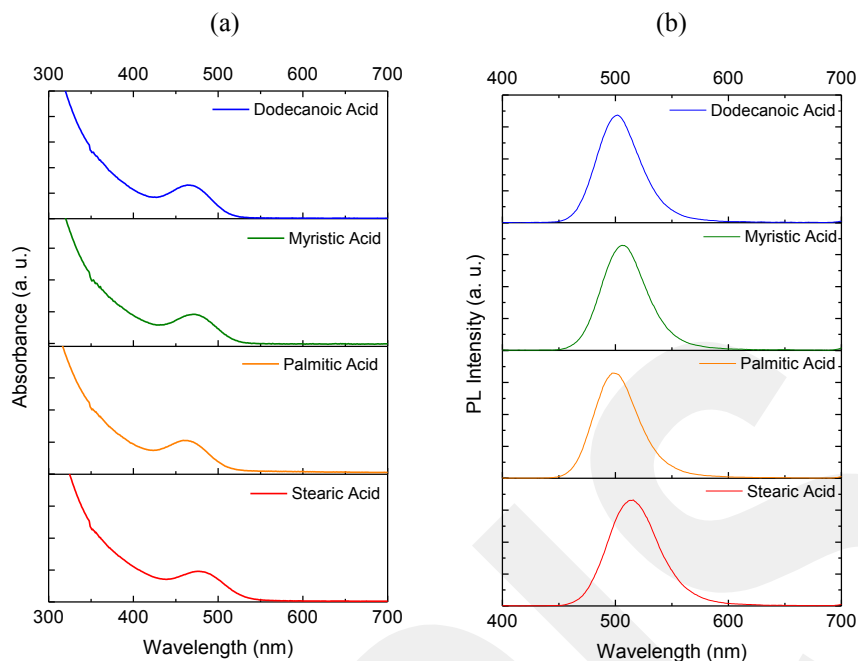 (a)
300 400 500 600 700
Dodecanoic Acid
Myristic Acid
Palmitic Acid
Stearic Acid
Absorbance (a. u.)
300 400 500 600 700
Wavelength (nm)
(b)
400 500 600 700
Dodecanoic Acid
Myristic Acid
Palmitic Acid
Stearic Acid
PL Intensity (a. u.)
400 500 600 700
Wavelength (nm)